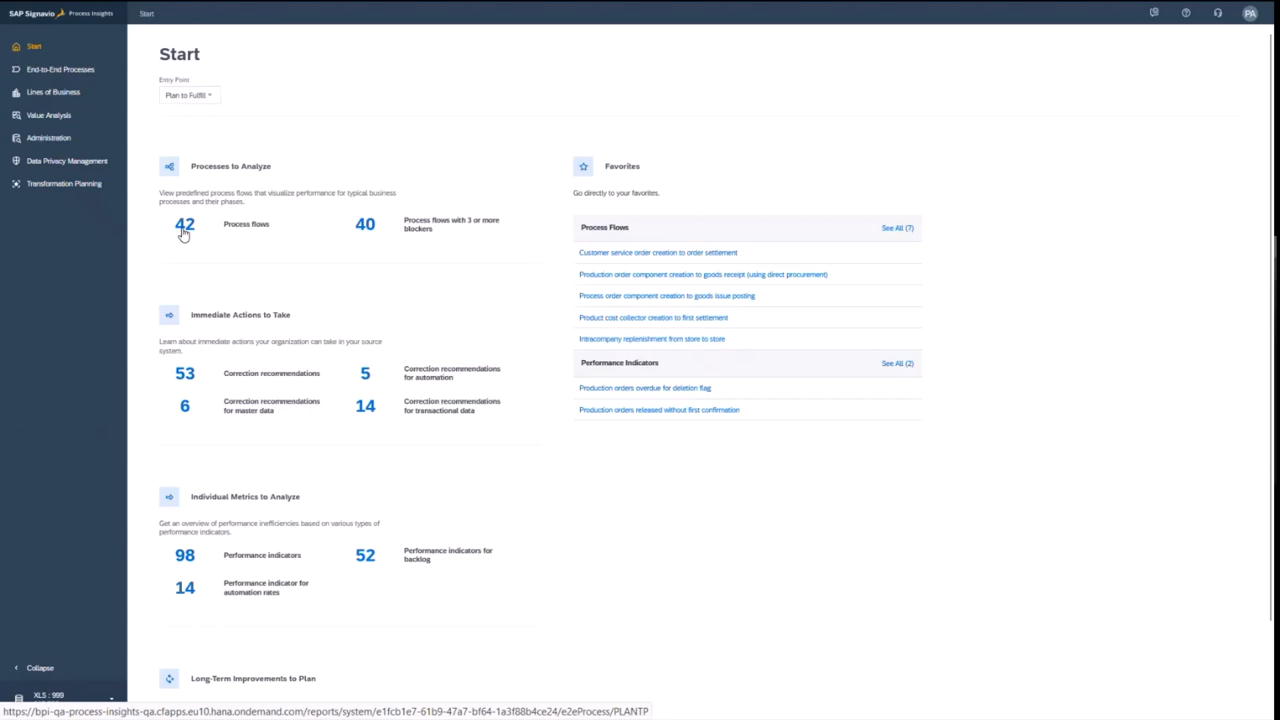 SAP Signavio Process Insights
Start
PA
Start
End-to-End Processes
Lines of Business
Value Analysis
Administration
Data Privacy Management
Transformation Planning
Collapse
XLS : 999
Start
Entry Point
Plan to Fulfill
Processes to Analyze
View predefined process flows that visualize performance for typical business
processes and their phases.
42
Process flows
40
Process flows with 3 or more
blockers
Immediate Actions to Take
Learn about immediate actions your organization can take in your source
system.
53
Correction recommendations
5
Correction recommendations
for automation
6
Correction recommendations
for master data
14
Correction recommendations
for transactional data
Individual Metrics to Analyze
Get an overview of performance inefficiencies based on various types of
performance indicators.
98
Performance indicators
52
Performance indicators for
backlog
14
Performance indicator for
automation rates
Long-Term Improvements to Plan
Favorites
Go directly to your favorites.
Process Flows
See All (7)
Customer service order creation to order settlement
Production order component creation to goods receipt (using direct procurement)
Process order component creation to goods issue posting
Product cost collector creation to first settlement
Intracompany replenishment from store to store
Performance Indicators
See All (2)
Production orders overdue for deletion flag
Production orders released without first confirmation
https://bpi-qa-process-insights-qa.cfapps.eu10.hana.ondemand.com/reports/system/e1fcb1e7-61b9-47a7-bf64-1a3f88b4ce24/e2eProcess/PLANTP